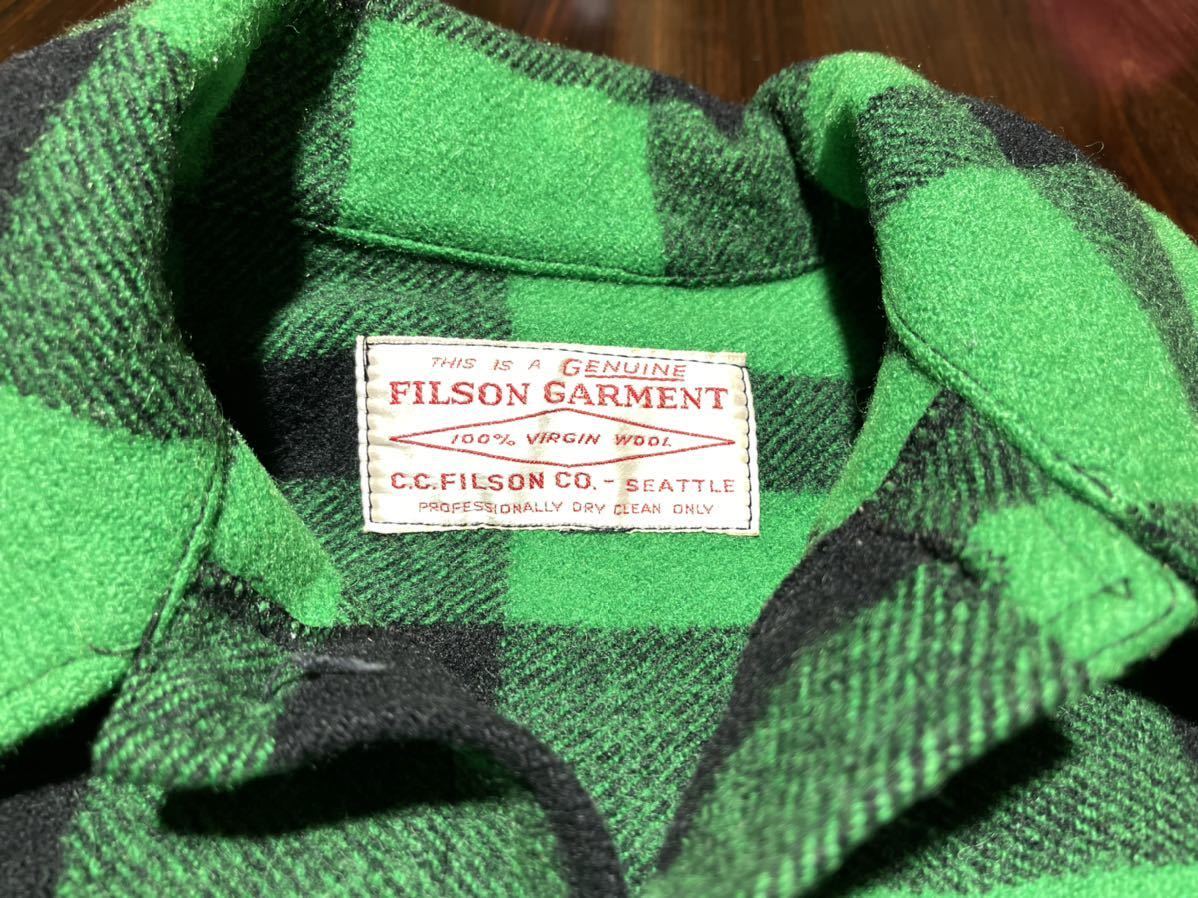 THIS IS A GENUINE
FILSON GARMENT
100% VIRGIN WOOL
C.C.FILSON CO. - SEATTLE
PROFESSIONALLY DRY CLEAN ONLY